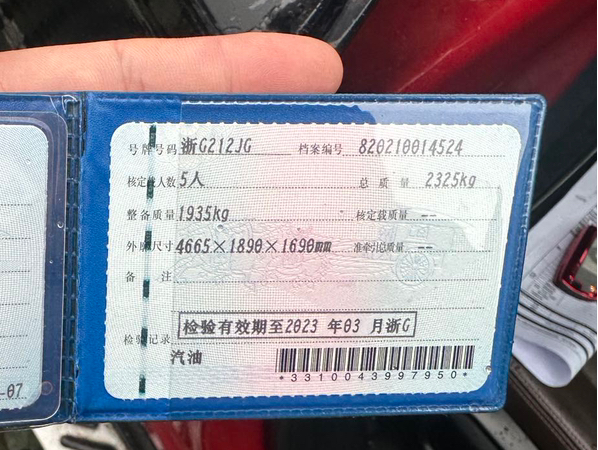 号牌号码 浙G212JG 档案编号 820210014524
核定载人数 5人 总质量 2325kg
整备质量 1935kg 核定载质量 --
外廓尺寸 4665×1890×1690mm 准牵引总质量 --
备注
检验记录 检验有效期至2023 年03 月浙G
汽油
*3310043997950*
-07